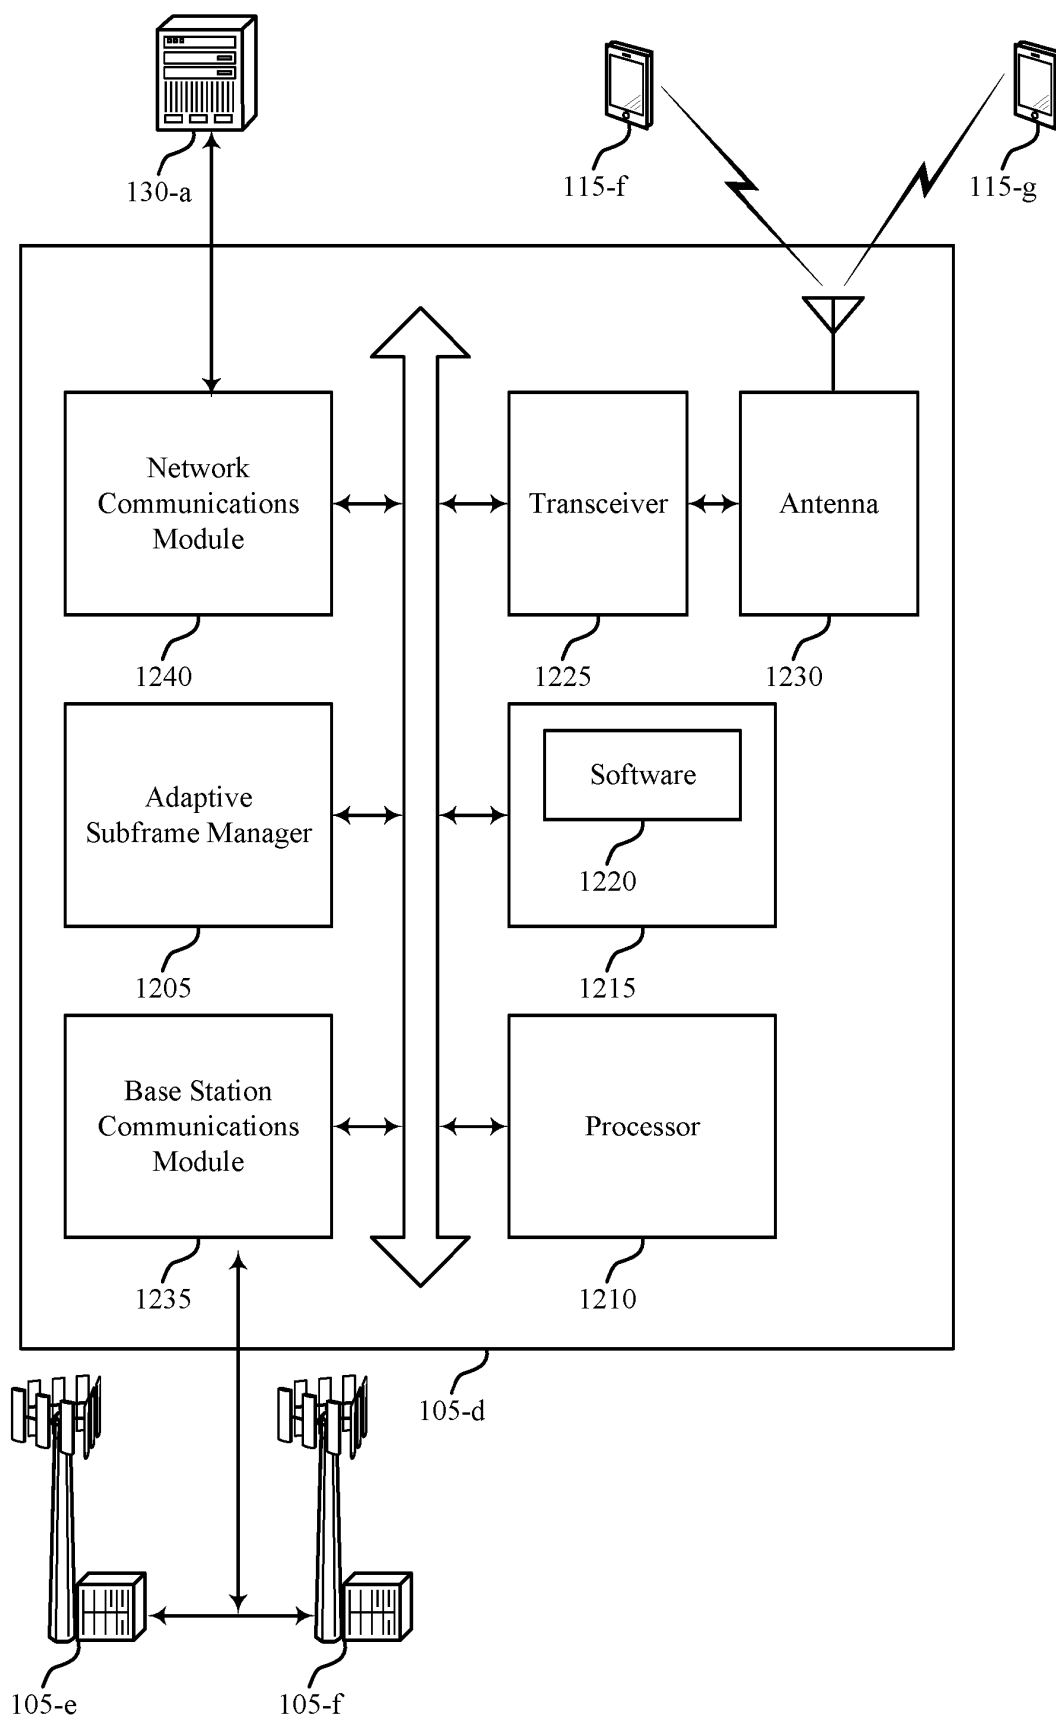 130-a
115-f
115-g
Network
Communications
Module
Transceiver
Antenna
1240
1225
1230
Adaptive
Subframe Manager
Software
1220
1205
1215
Base Station
Communications
Module
Processor
1235
1210
105-d
105-e
105-f